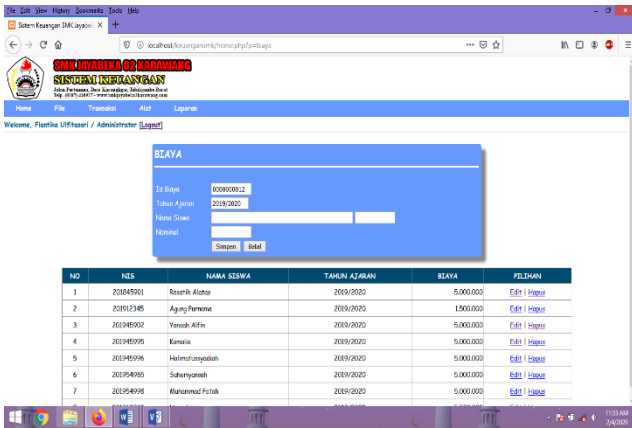 File Edit View History Bookmarks Tools Help
Sistem Keuangan SMK Jayabek
localhost/keuangansmk/home.php?p=biaya
SMK JAYABEKA 02 KARAWANG
SISTEM KEUANGAN
Home File Transaksi Alat Laporan
Welcome, Fiantika Ulfitasari / Administrator [Logout]
BIAYA
Id Biaya 0000000012
Tahun Ajaran 2019/2020
Nama Siswa
Nominal
Simpan Batal
NO NIS NAMA SISWA TAHUN AJARAN BIAYA PILIHAN
1 201845901 Alatas 2019/2020 5.000.000 Edit | Hapus
2 201912345 Agung Purnama 2019/2020 1.500.000 Edit | Hapus
3 201945902 Yansah Alfin 2019/2020 5.000.000 Edit | Hapus
4 201945995 Kamalia 2019/2020 5.000.000 Edit | Hapus
5 201945996 Halimatussyadiah 2019/2020 5.000.000 Edit | Hapus
6 201954985 Suheriyansah 2019/2020 5.000.000 Edit | Hapus
7 201954998 Muhammad Fatah 2019/2020 5.000.000 Edit | Hapus
11:55 AM
2/4/2020